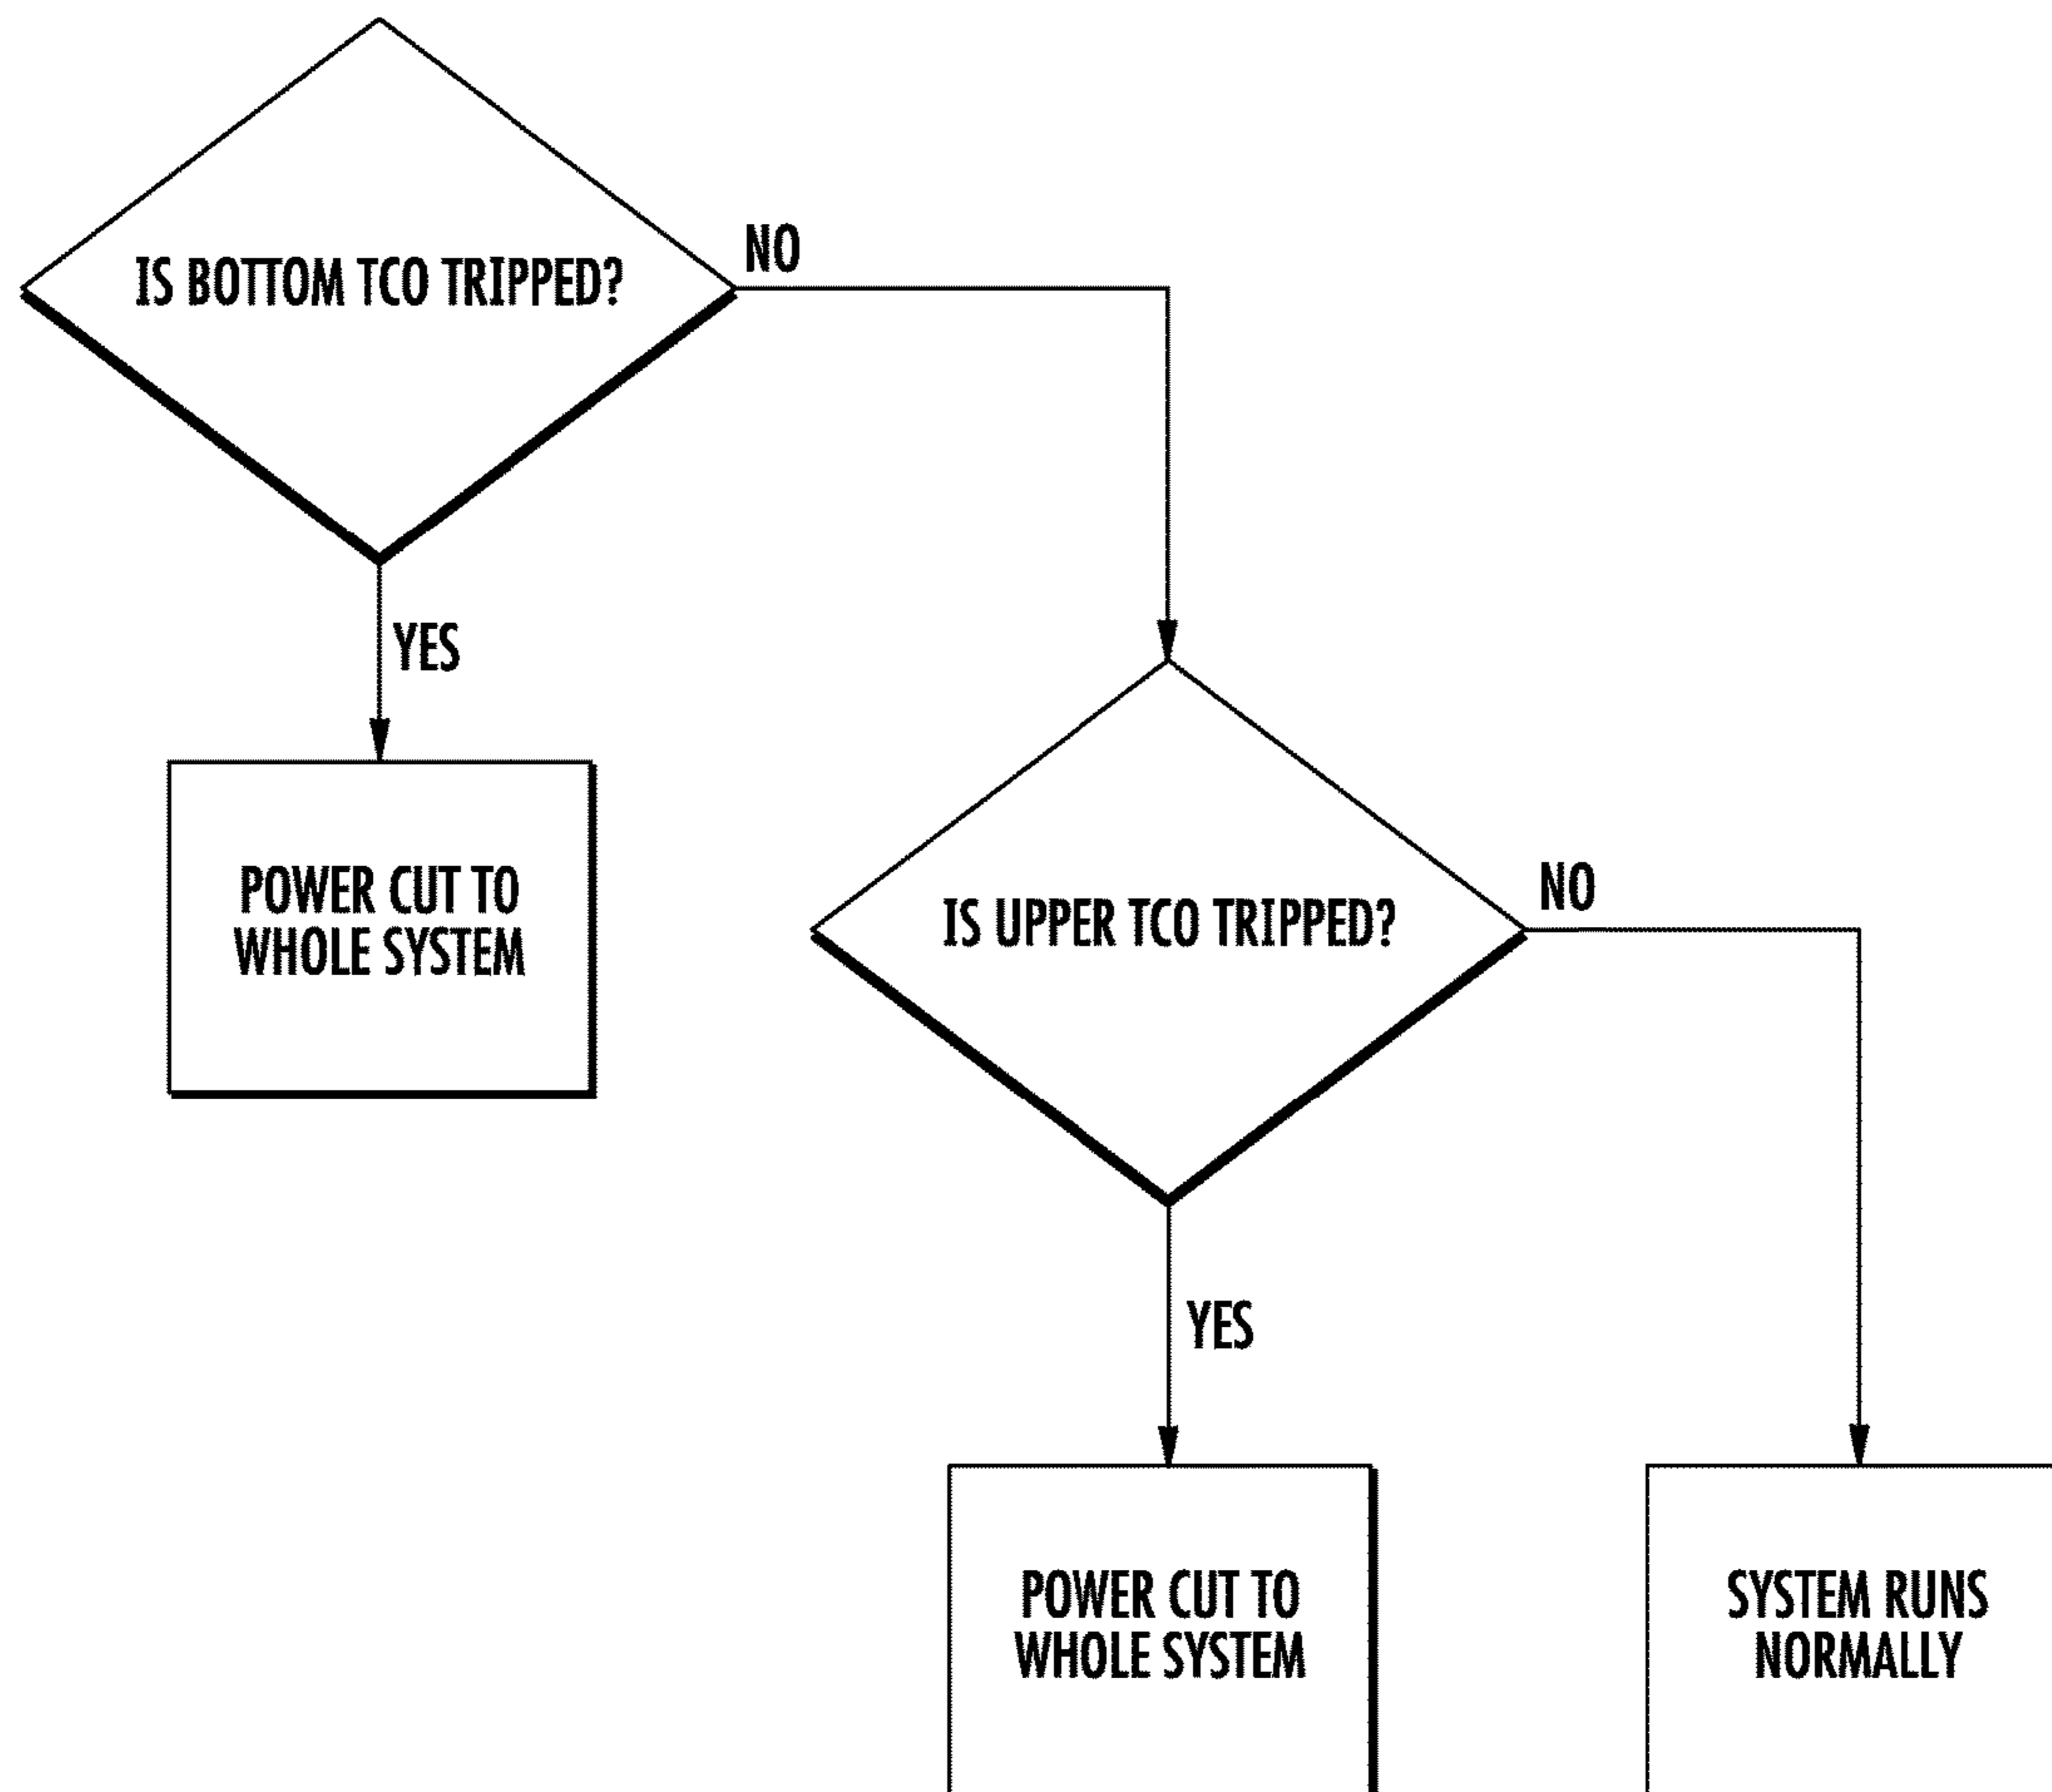 IS BOTTOM TCO TRIPPED?
NO
YES
POWER CUT TO
WHOLE SYSTEM
IS UPPER TCO TRIPPED?
NO
YES
POWER CUT TO
WHOLE SYSTEM
SYSTEM RUNS
NORMALLY